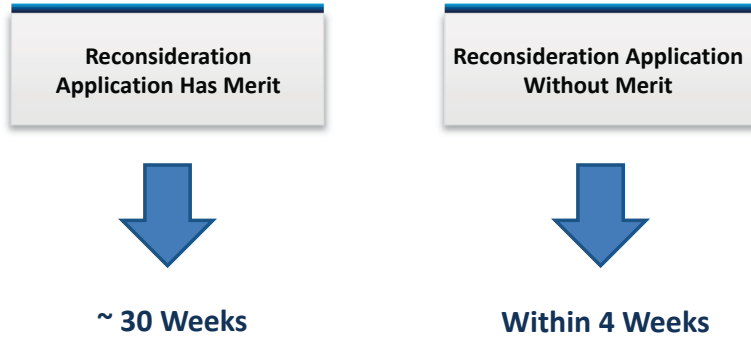 Reconsideration
Application Has Merit
Reconsideration Application
Without Merit
~ 30 Weeks
Within 4 Weeks